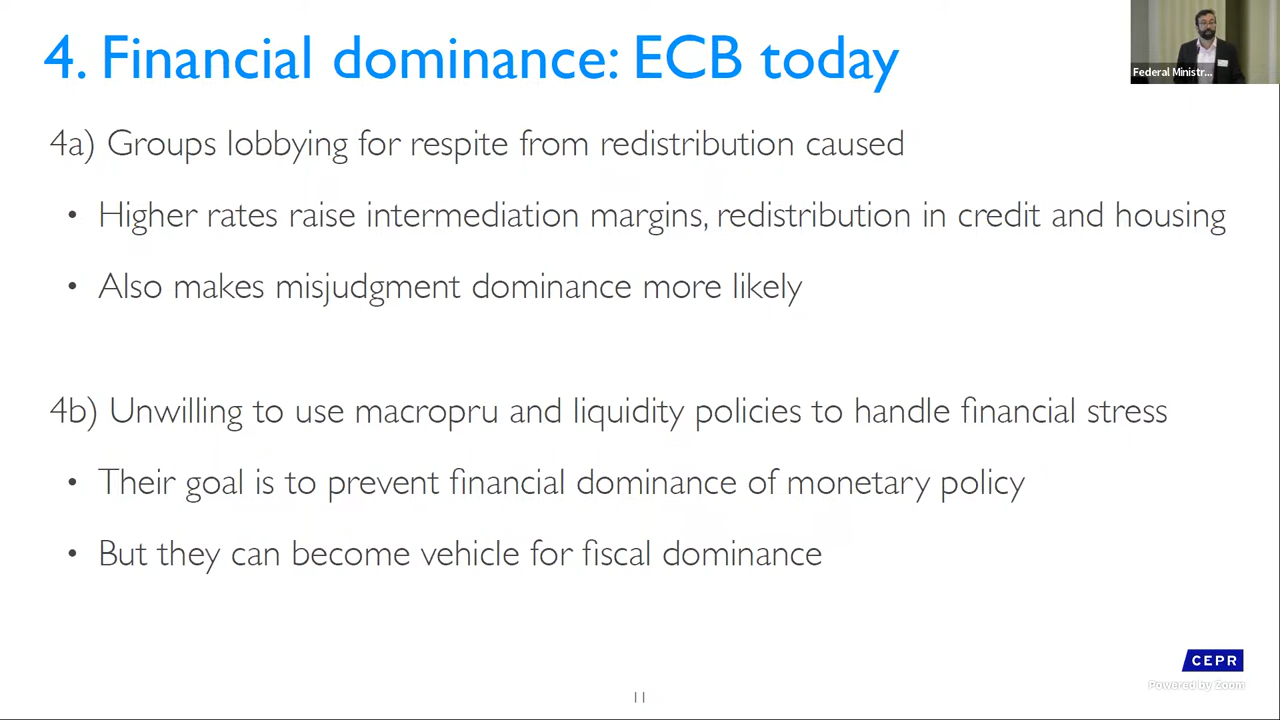 4. Financial dominance: ECB today
Federal Ministr...
4a) Groups lobbying for respite from redistribution caused
• Higher rates raise intermediation margins, redistribution in credit and housing
• Also makes misjudgment dominance more likely
4b) Unwilling to use macropru and liquidity policies to handle financial stress
• Their goal is to prevent financial dominance of monetary policy
• But they can become vehicle for fiscal dominance
CEPR
Powered by Zoom
11